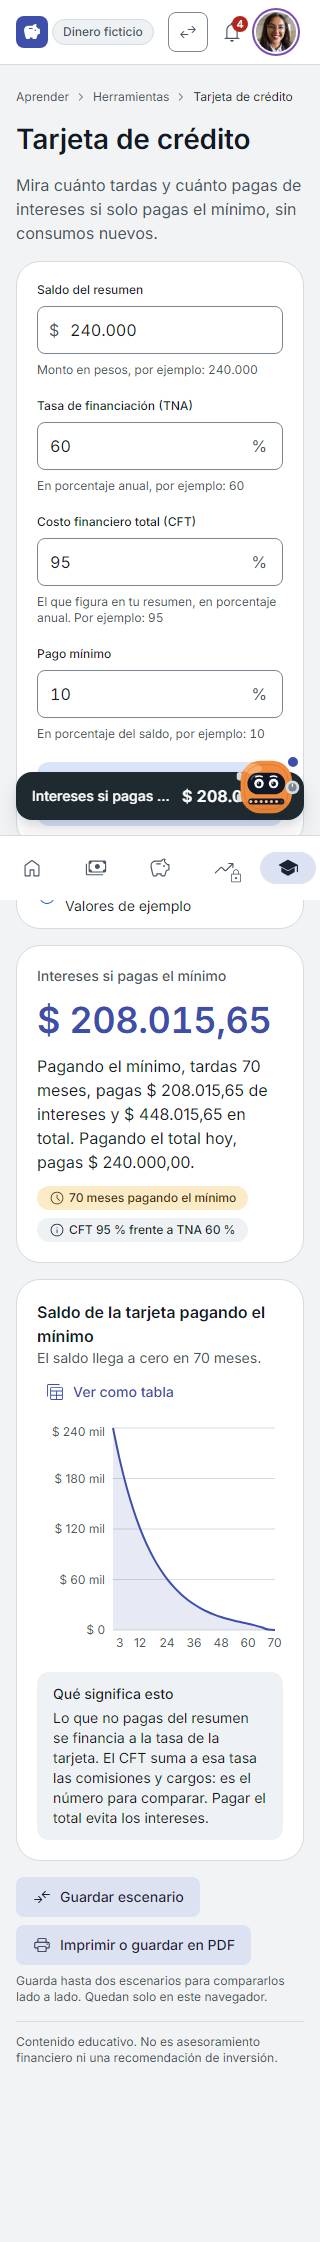 Dinero ficticio
4
Aprender > Herramientas > Tarjeta de crédito
Tarjeta de crédito
Mira cuánto tardas y cuánto pagas de
intereses si solo pagas el mínimo, sin
consumos nuevos.
Saldo del resumen
$ 240.000
Monto en pesos, por ejemplo: 240.000
Tasa de financiación (TNA)
60 %
En porcentaje anual, por ejemplo: 60
Costo financiero total (CFT)
95 %
El que figura en tu resumen, en porcentaje
anual. Por ejemplo: 95
Pago mínimo
10 %
En porcentaje del saldo, por ejemplo: 10
Intereses si pagas ... $ 208.0
Valores de ejemplo
Intereses si pagas el mínimo
$ 208.015,65
Pagando el mínimo, tardas 70
meses, pagas $ 208.015,65 de
intereses y $ 448.015,65 en
total. Pagando el total hoy,
pagas $ 240.000,00.
70 meses pagando el mínimo
CFT 95 % frente a TNA 60 %
Saldo de la tarjeta pagando el
mínimo
El saldo llega a cero en 70 meses.
Ver como tabla
$ 240 mil
$ 180 mil
$ 120 mil
$ 60 mil
$ 0
3 12 24 36 48 60 70
Qué significa esto
Lo que no pagas del resumen
se financia a la tasa de la
tarjeta. El CFT suma a esa tasa
las comisiones y cargos: es el
número para comparar. Pagar el
total evita los intereses.
Guardar escenario
Imprimir o guardar en PDF
Guarda hasta dos escenarios para compararlos
lado a lado. Quedan solo en este navegador.
Contenido educativo. No es asesoramiento
financiero ni una recomendación de inversión.